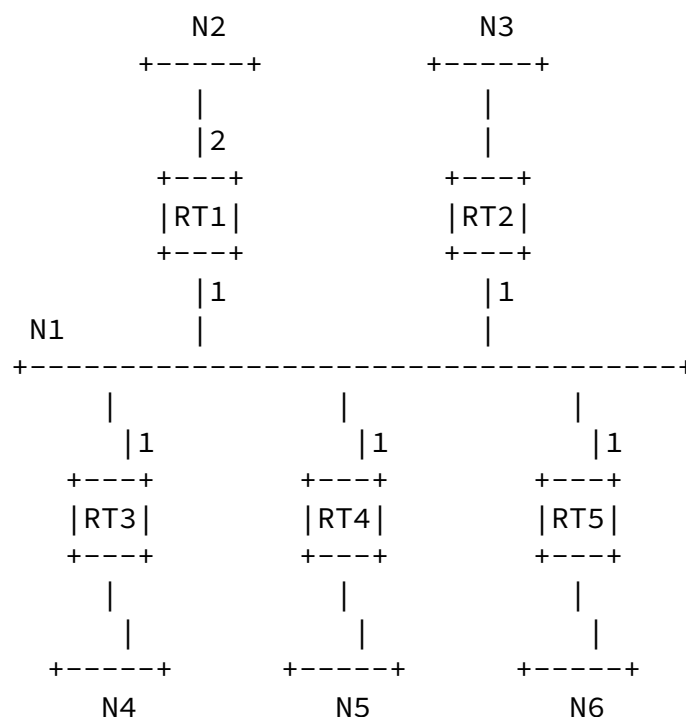 N2 N3
+-----+ +-----+
| |
|2 |
+---+ +---+
|RT1| |RT2|
+---+ +---+
|1 |1
N1 | |
+------------------------------------+
| | |
|1 |1 |1
+---+ +---+ +---+
|RT3| |RT4| |RT5|
+---+ +---+ +---+
| | |
| | |
+-----+ +-----+ +-----+
N4 N5 N6